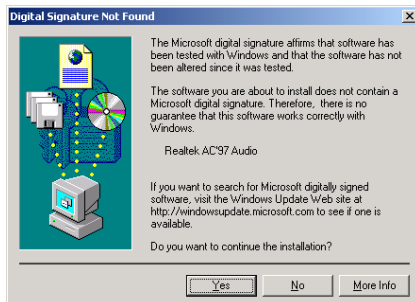 Digital Signature Not Found
The Microsoft digital signature affirms that software has
been tested with Windows and that the software has not
been altered since it was tested.
The software you are about to install does not contain a
Microsoft digital signature. Therefore, there is no
guarantee that this software works correctly with
Windows.
Realtek AC'97 Audio
If you want to search for Microsoft digitally signed
software, visit the Windows Update Web site at
http://windowsupdate.microsoft.com to see if one is
available.
Do you want to continue the installation?
Yes No More Info